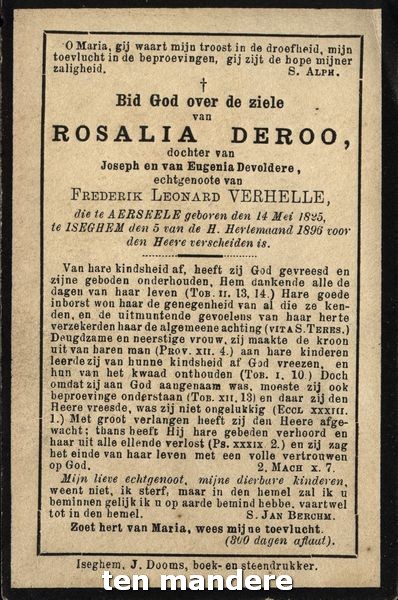 O Maria, gij waart mijn troost in de droefheid, mijn
toevlucht in de beproevingen, gij zijt de hope mijner
zaligheid. S. ALPH.
†
Bid God over de ziele
van
ROSALIA DEROO,
dochter van
Joseph en van Eugenia Devoldere,
echtgenoote van
FREDERIK LEONARD VERHELLE,
die te AERSEELE geboren den 14 Mei 1825,
te ISEGHEM den 5 van de H. Hertemaand 1896 voor
den Heere verscheiden is.
Van hare kindsheid af, heeft zij God gevreesd en
zijne geboden onderhouden, Hem dankende alle de
dagen van haar leven (TOB. II. 13, 14.) Hare goede
inborst won haar de genegenheid van al die ze ken-
den, en de uitmuntende gevoelens van haar herte
verzekerden haar de algemeene achting (VITA S. TERES.)
Deugdzame en neerstige vrouw, zij maakte de kroon
uit van haren man (PROV. XII. 4.) aan hare kinderen
leerde zij van hunne kindsheid af God vreezen, en
hun van het kwaad onthouden (TOB. I. 10.) Doch
omdat zij aan God aangenaam was, moeste zij ook
beproevinge onderstaan (TOB. XII. 13) en daar zij den
Heere vreesde, was zij niet ongelukkig (ECCL XXXIII.
1.) Met groot verlangen heeft zij den Heere afge-
wacht; thans heeft Hij hare gebeden verhoord en
haar uit alle ellende verlost (PS. XXIX 2.) en zij zag
het einde van haar leven met een volle vertrouwen
op God. 2. MACH X. 7.
Mijn lieve echtgenoot, mijne dierbare kinderen,
weent niet, ik sterf, maar in den hemel zal ik u
beminnen gelijk ik u op aarde bemind hebbe, vaartwel
tot in den hemel. S. JAN BERCHM.
Zoet hert van Maria, wees mijne toevlucht.
(300 dagen aflaat).
Iseghem, J. Dooms, boek- en steendrukker.
ten mandere